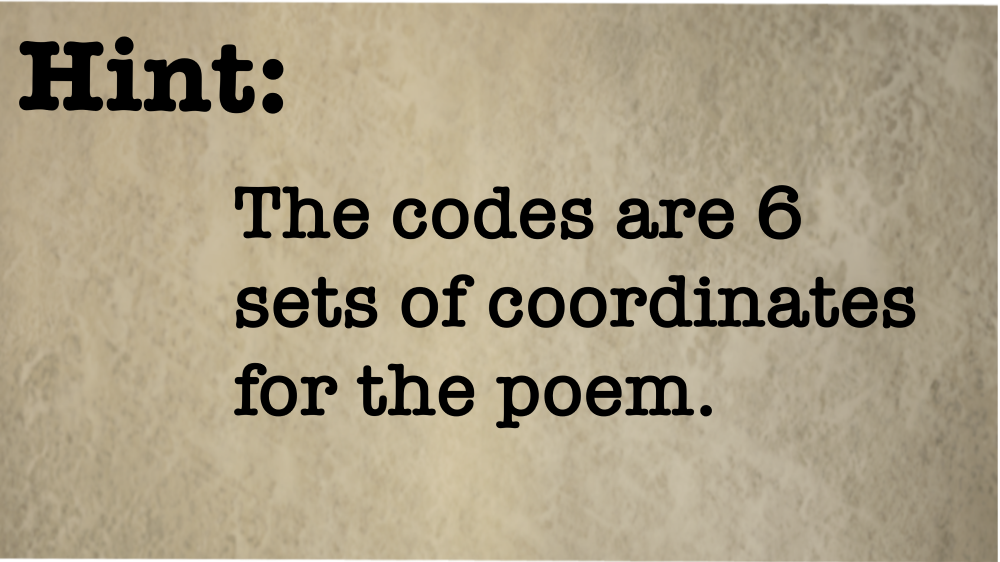 Hint:
The codes are 6
sets of coordinates
for the poem.